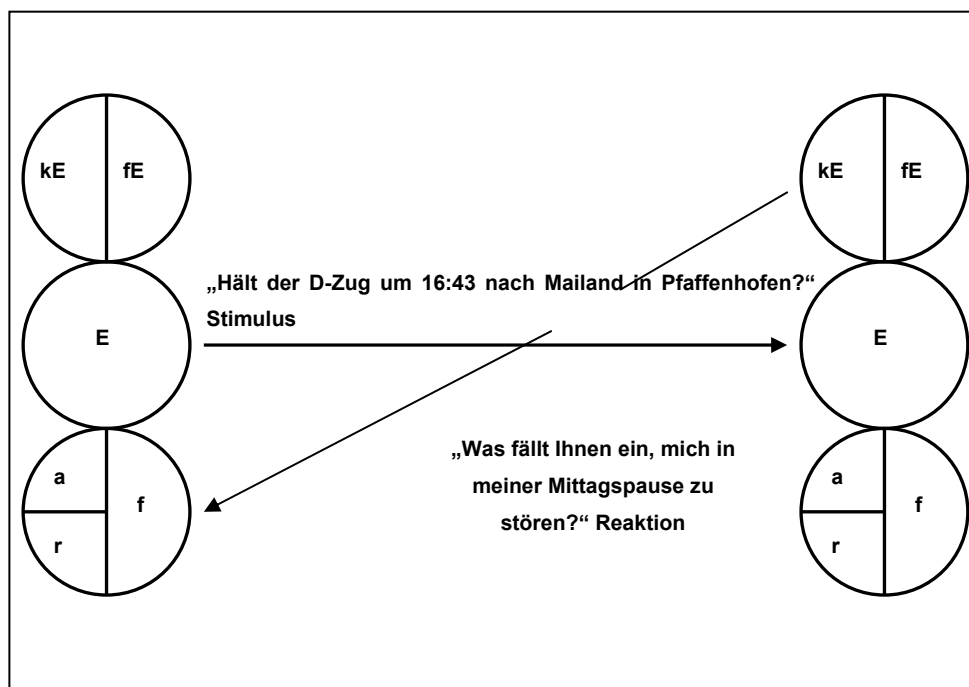 kE fE
kE fE
„Hält der D-Zug um 16:43 nach Mailand in Pfaffenhofen?“
Stimulus
E
E
„Was fällt Ihnen ein, mich in
meiner Mittagspause zu
stören?“ Reaktion
a
f
r
a
f
r